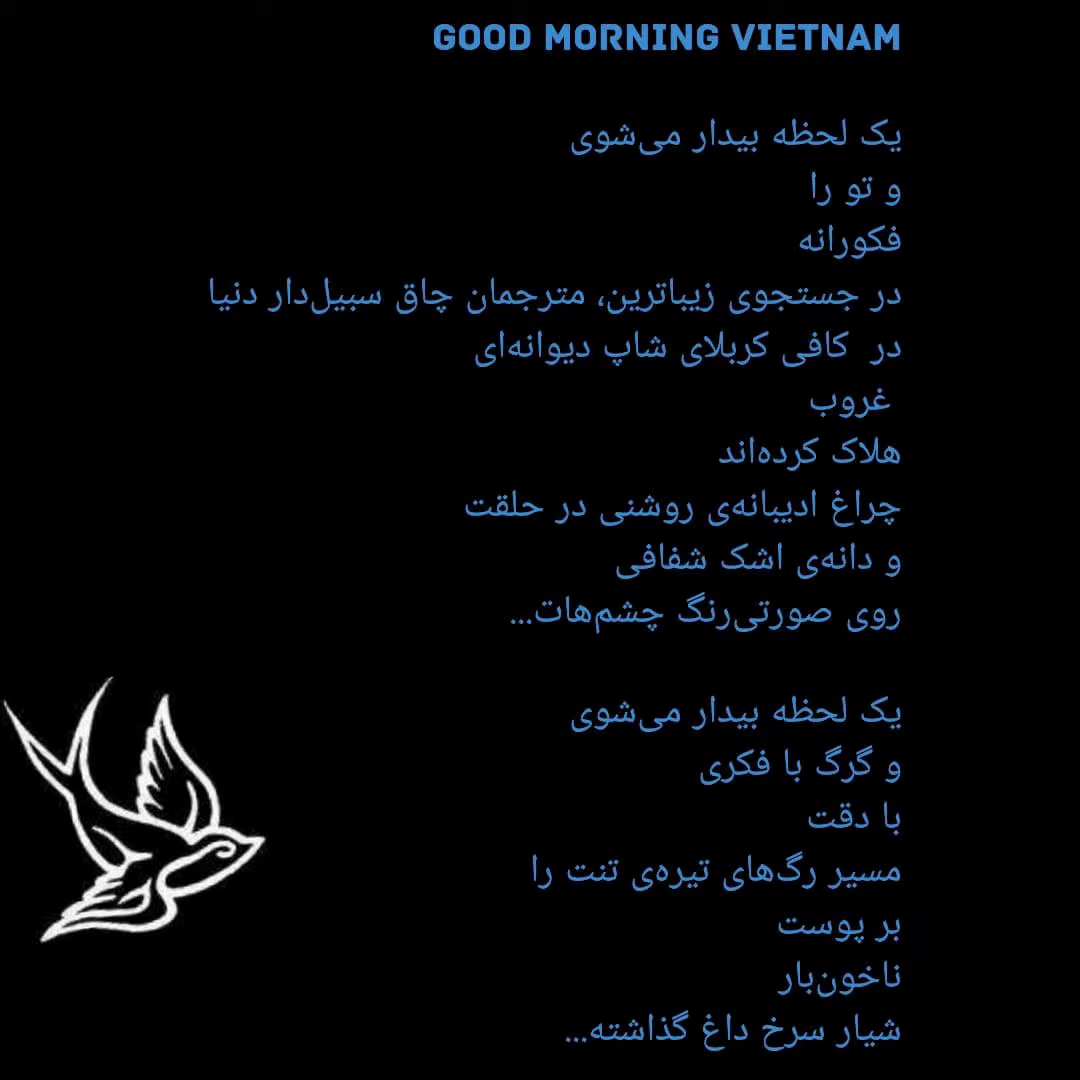 GOOD MORNING VIETNAM
یک لحظه بیدار می‌شوی
و تو را
فکورانه
در جستجوی زیباترین، مترجمان چاق سبیل‌دار دنیا
در کافی کربلای شاپ دیوانه‌ای
غروب
هلاک کرده‌اند
چراغ ادیبانه‌ی روشنی در حلقت
و دانه‌ی اشک شفافی
روی صورتی‌رنگ چشم‌هات...
یک لحظه بیدار می‌شوی
و گرگ با فکری
با دقت
مسیر رگ‌های تیره‌ی تنت را
بر پوست
ناخون‌بار
شیار سرخ داغ گذاشته...